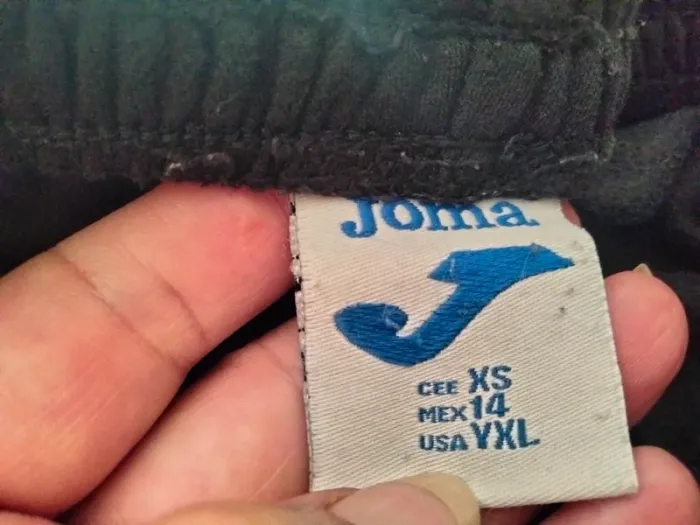 Joma
CEE XS
MEX 14
USA YXL